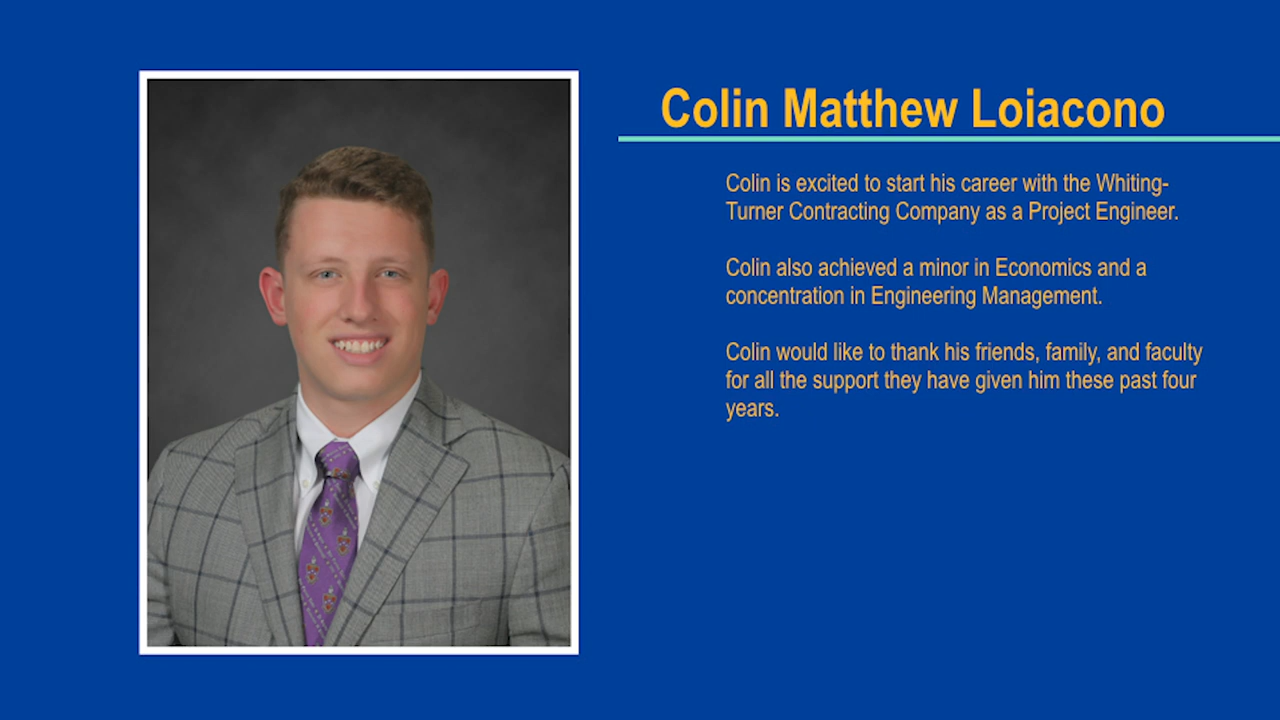 Colin Matthew Loiacono
Colin is excited to start his career with the Whiting-
Turner Contracting Company as a Project Engineer.
Colin also achieved a minor in Economics and a
concentration in Engineering Management.
Colin would like to thank his friends, family, and faculty
for all the support they have given him these past four
years.